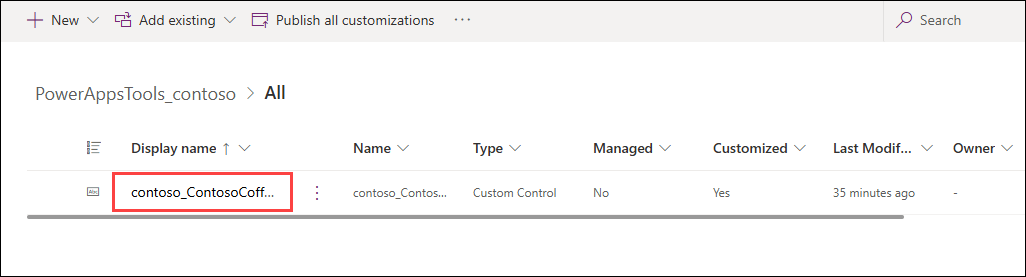 New Add existing Publish all customizations ... Search
PowerAppsTools_contoso > All
Display name ↑ Name Type Managed Customized Last Modif... Owner
Abc contoso_ContosoCoff... contoso_Contos... Custom Control No Yes 35 minutes ago -